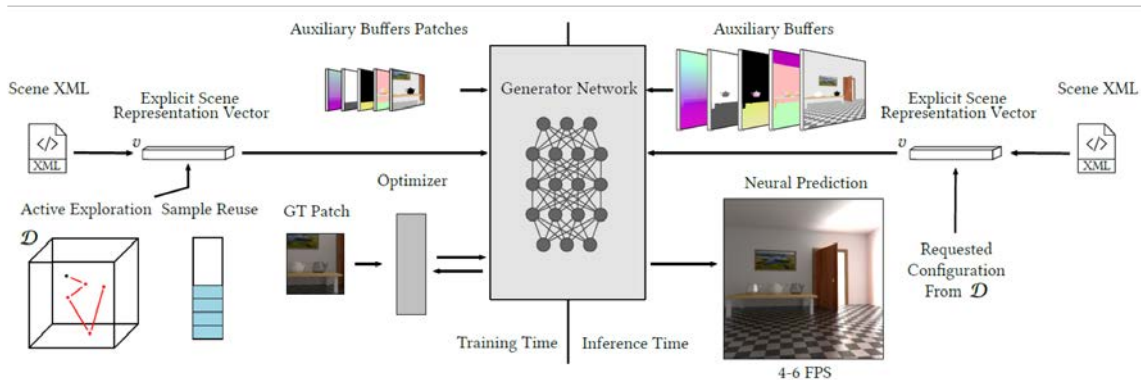 Auxiliary Buffers Patches
Auxiliary Buffers
Scene XML
Explicit Scene
Representation Vector
v
</>
XML
Generator Network
Explicit Scene
Representation Vector
v
Scene XML
</>
XML
Active Exploration
Sample Reuse
D
GT Patch
Optimizer
Neural Prediction
Requested
Configuration
From D
Training Time
Inference Time
4-6 FPS